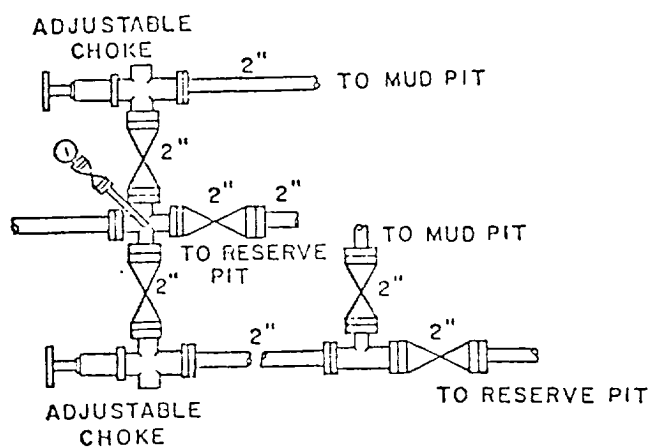 ADJUSTABLE
CHOKE
2"
TO MUD PIT
2"
2"
2"
TO RESERVE
PIT
TO MUD PIT
2"
2"
2"
2"
TO RESERVE PIT
ADJUSTABLE
CHOKE